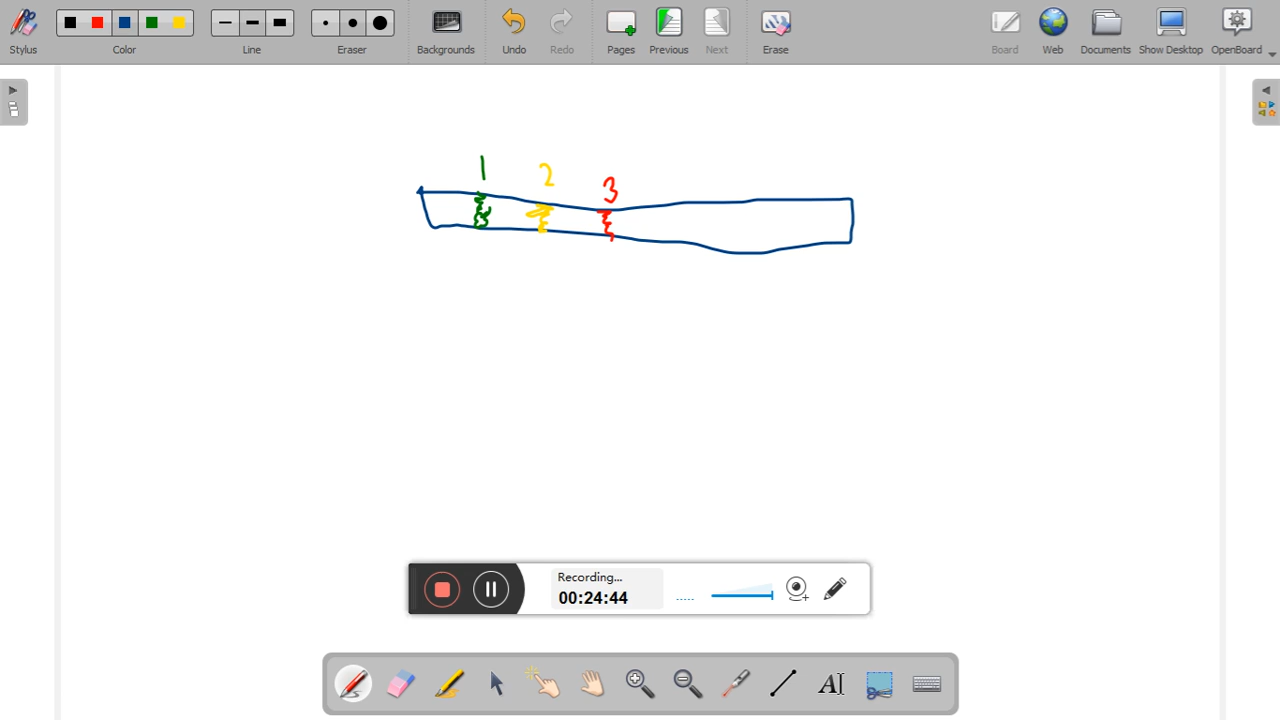 Stylus Color Line Eraser Backgrounds Undo Redo Pages Previous Next Erase Board Web Documents Show Desktop OpenBoard
1 2 3
Recording...
00:24:44
AI